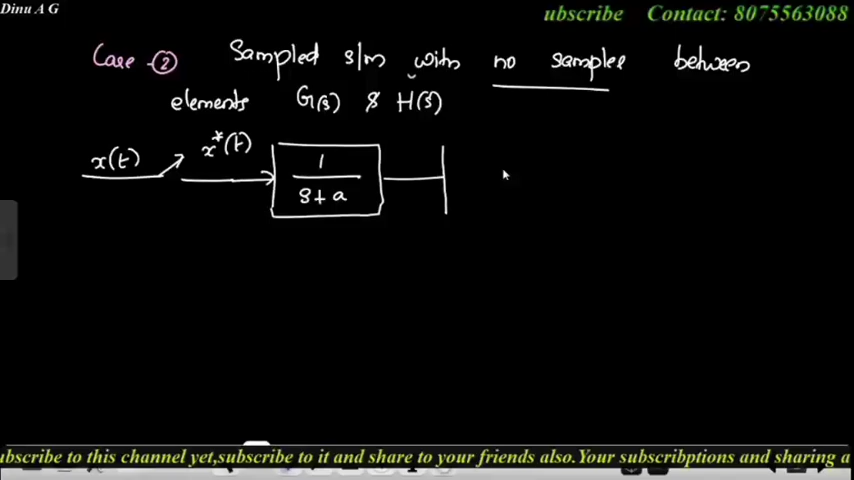 Dinu A G
ubscribe Contact: 8075563088
Case - ② Sampled s/m with no sampler between
elements G(s) & H(s)
x(t) x*(t) 1
s+a
ubscribe to this channel yet,subscribe to it and share to your friends also.Your subscribptions and sharing a